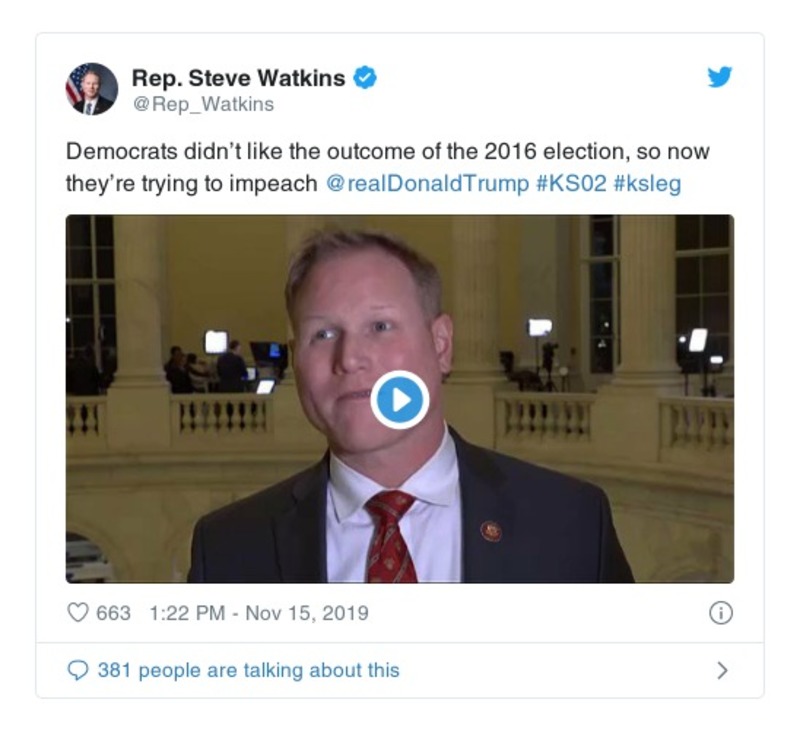 Rep. Steve Watkins
@Rep_Watkins
Democrats didn’t like the outcome of the 2016 election, so now
they’re trying to impeach @realDonaldTrump #KS02 #ksleg
663 1:22 PM - Nov 15, 2019
381 people are talking about this